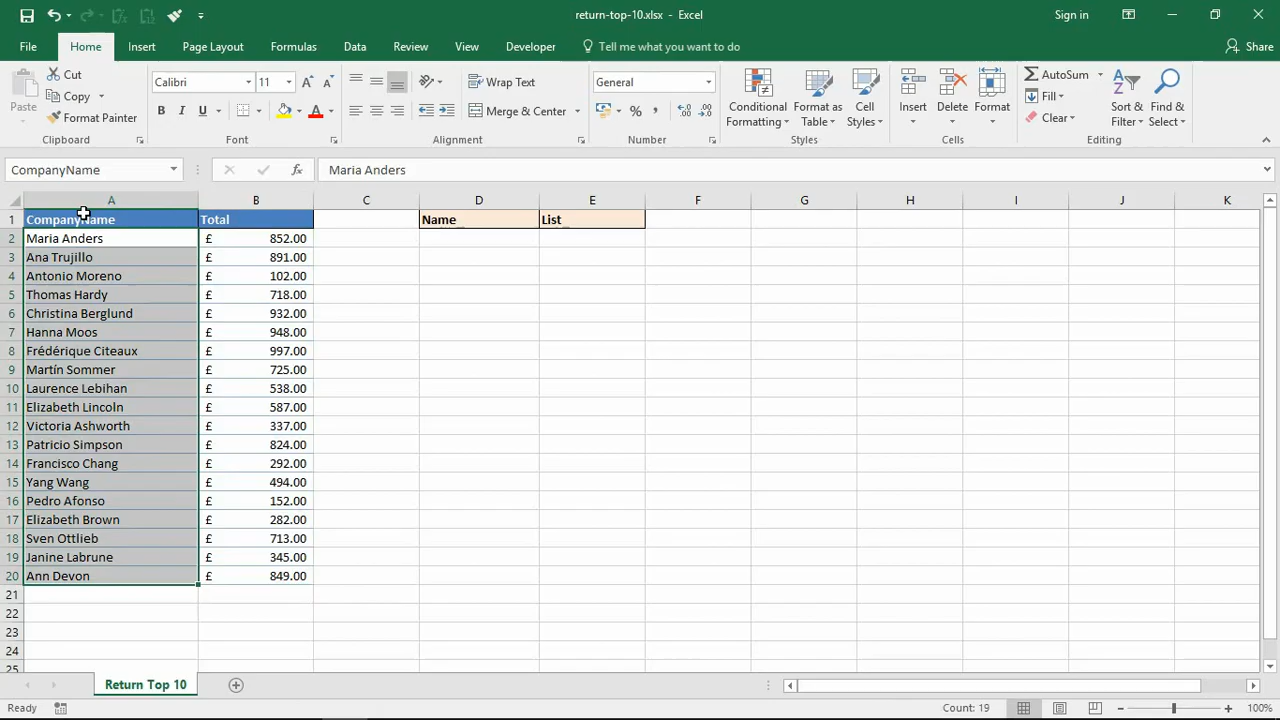 return-top-10.xlsx - Excel
Sign in
File Home Insert Page Layout Formulas Data Review View Developer Tell me what you want to do Share
Paste
Cut
Copy
Format Painter
Clipboard
Calibri 11
B I U
Font
Wrap Text
Merge & Center
Alignment
General
%
Number
Conditional Formatting
Format as Table
Cell Styles
Styles
Insert
Delete
Format
Cells
AutoSum
Fill
Clear
Sort & Filter
Find & Select
Editing
CompanyName fx Maria Anders
A B C D E F G H I J K
1 CompanyName Total Name List
2 Maria Anders £ 852.00
3 Ana Trujillo £ 891.00
4 Antonio Moreno £ 102.00
5 Thomas Hardy £ 718.00
6 Christina Berglund £ 932.00
7 Hanna Moos £ 948.00
8 Frédérique Citeaux £ 997.00
9 Martín Sommer £ 725.00
10 Laurence Lebihan £ 538.00
11 Elizabeth Lincoln £ 587.00
12 Victoria Ashworth £ 337.00
13 Patricio Simpson £ 824.00
14 Francisco Chang £ 292.00
15 Yang Wang £ 494.00
16 Pedro Afonso £ 152.00
17 Elizabeth Brown £ 282.00
18 Sven Ottlieb £ 713.00
19 Janine Labrune £ 345.00
20 Ann Devon £ 849.00
21
22
23
24
25
Return Top 10
Ready Count: 19 100%